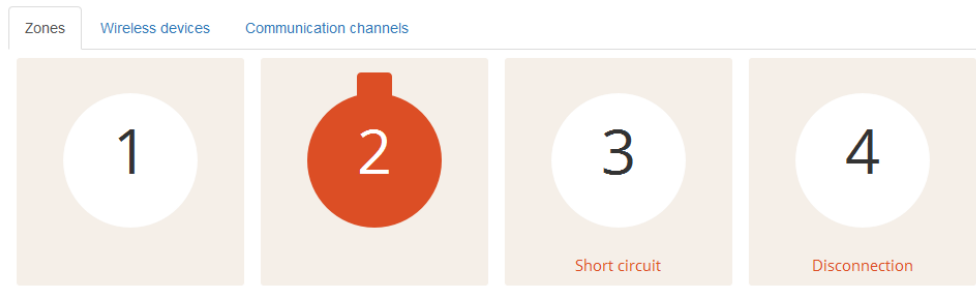 Zones Wireless devices Communication channels
1 2 3 4
Short circuit Disconnection